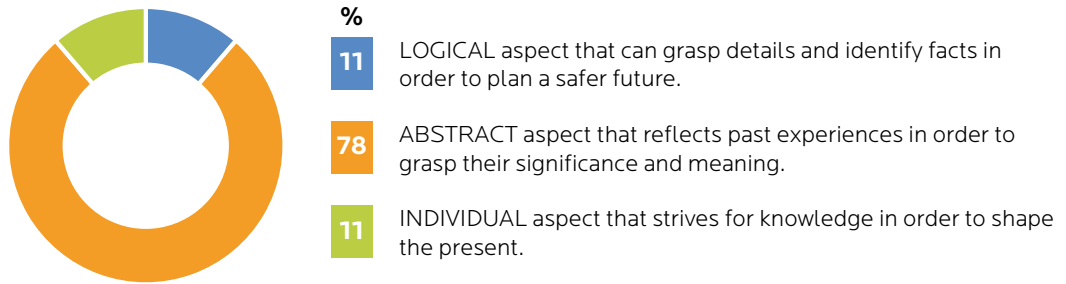 %
11
LOGICAL aspect that can grasp details and identify facts in
order to plan a safer future.
78
ABSTRACT aspect that reflects past experiences in order to
grasp their significance and meaning.
11
INDIVIDUAL aspect that strives for knowledge in order to shape
the present.